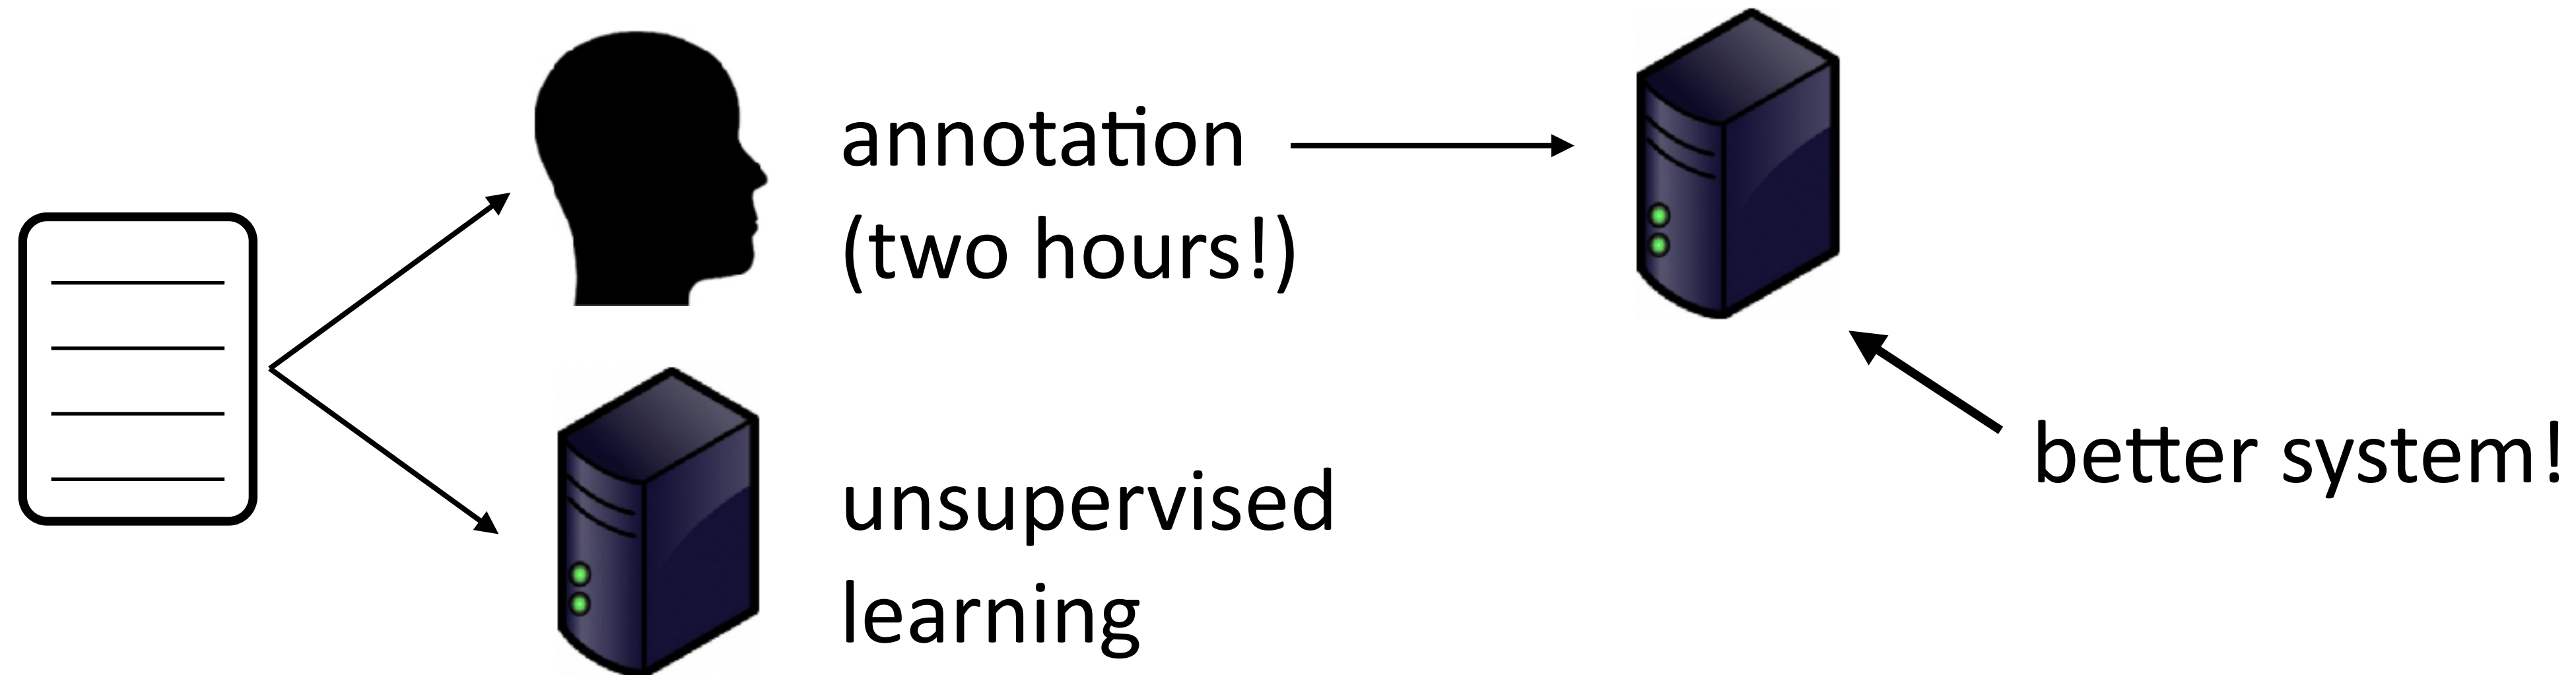 annotation
(two hours!)
unsupervised
learning
better system!